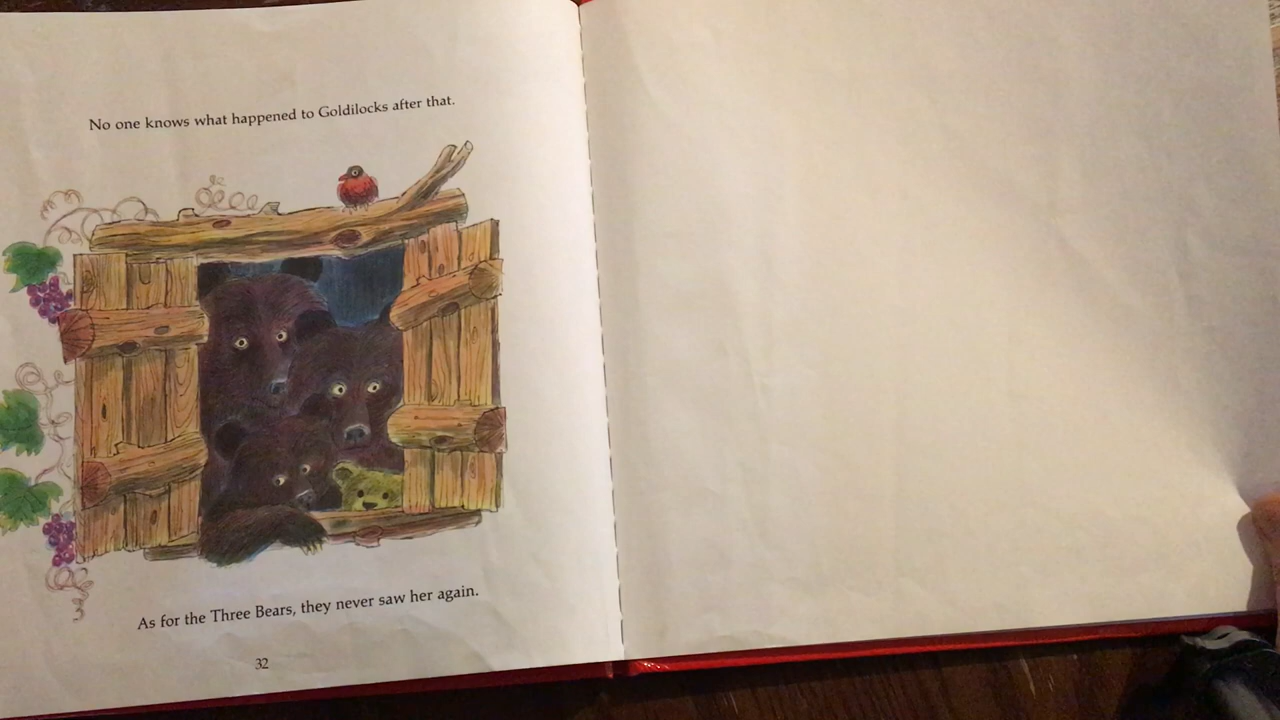 No one knows what happened to Goldilocks after that.
As for the Three Bears, they never saw her again.
32